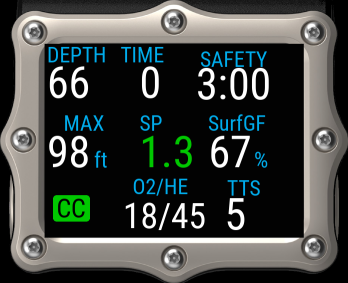 DEPTH TIME SAFETY
66 0 3:00
MAX SP SurfGF
98 ft 1.3 67 %
O2/HE TTS
CC 18/45 5